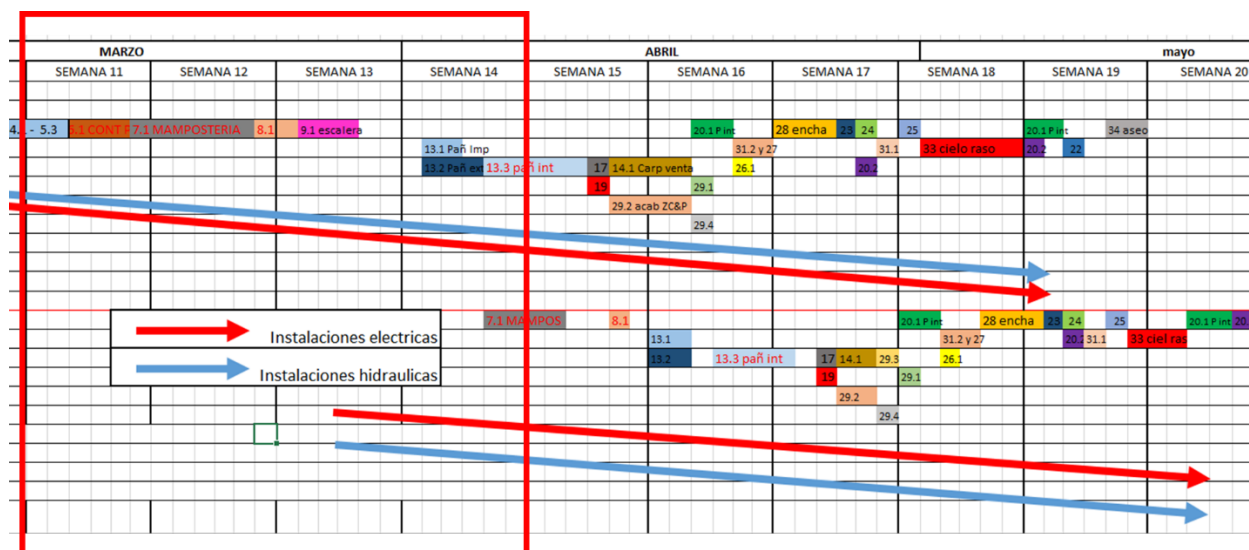 MARZO ABRIL mayo
SEMANA 11 SEMANA 12 SEMANA 13 SEMANA 14 SEMANA 15 SEMANA 16 SEMANA 17 SEMANA 18 SEMANA 19 SEMANA 20
- 5.3 CONT 7.1 MAMPOSTERIA 8.1 9.1 escalera 20.1 P int 28 encha 23 24 25 20.1 P int 34 aseo
13.1 Pañ Imp 31.2 y 27 31.1 33 cielo raso 20.2 22
13.2 Pañ ext 13.3 pañ int 17 14.1 Carp venta 26.1 20.2
19 29.1
29.2 acab ZC&P
29.4
7.1 MAMPOS 8.1 20.1 P int 28 encha 23 24 25 20.1 P int 20
Instalaciones electricas 13.1 31.2 y 27 20.2 31.1 33 ciel ras
13.2 13.3 pañ int 17 14.1 29.3 26.1
Instalaciones hidraulicas 19 29.1
29.2
29.4